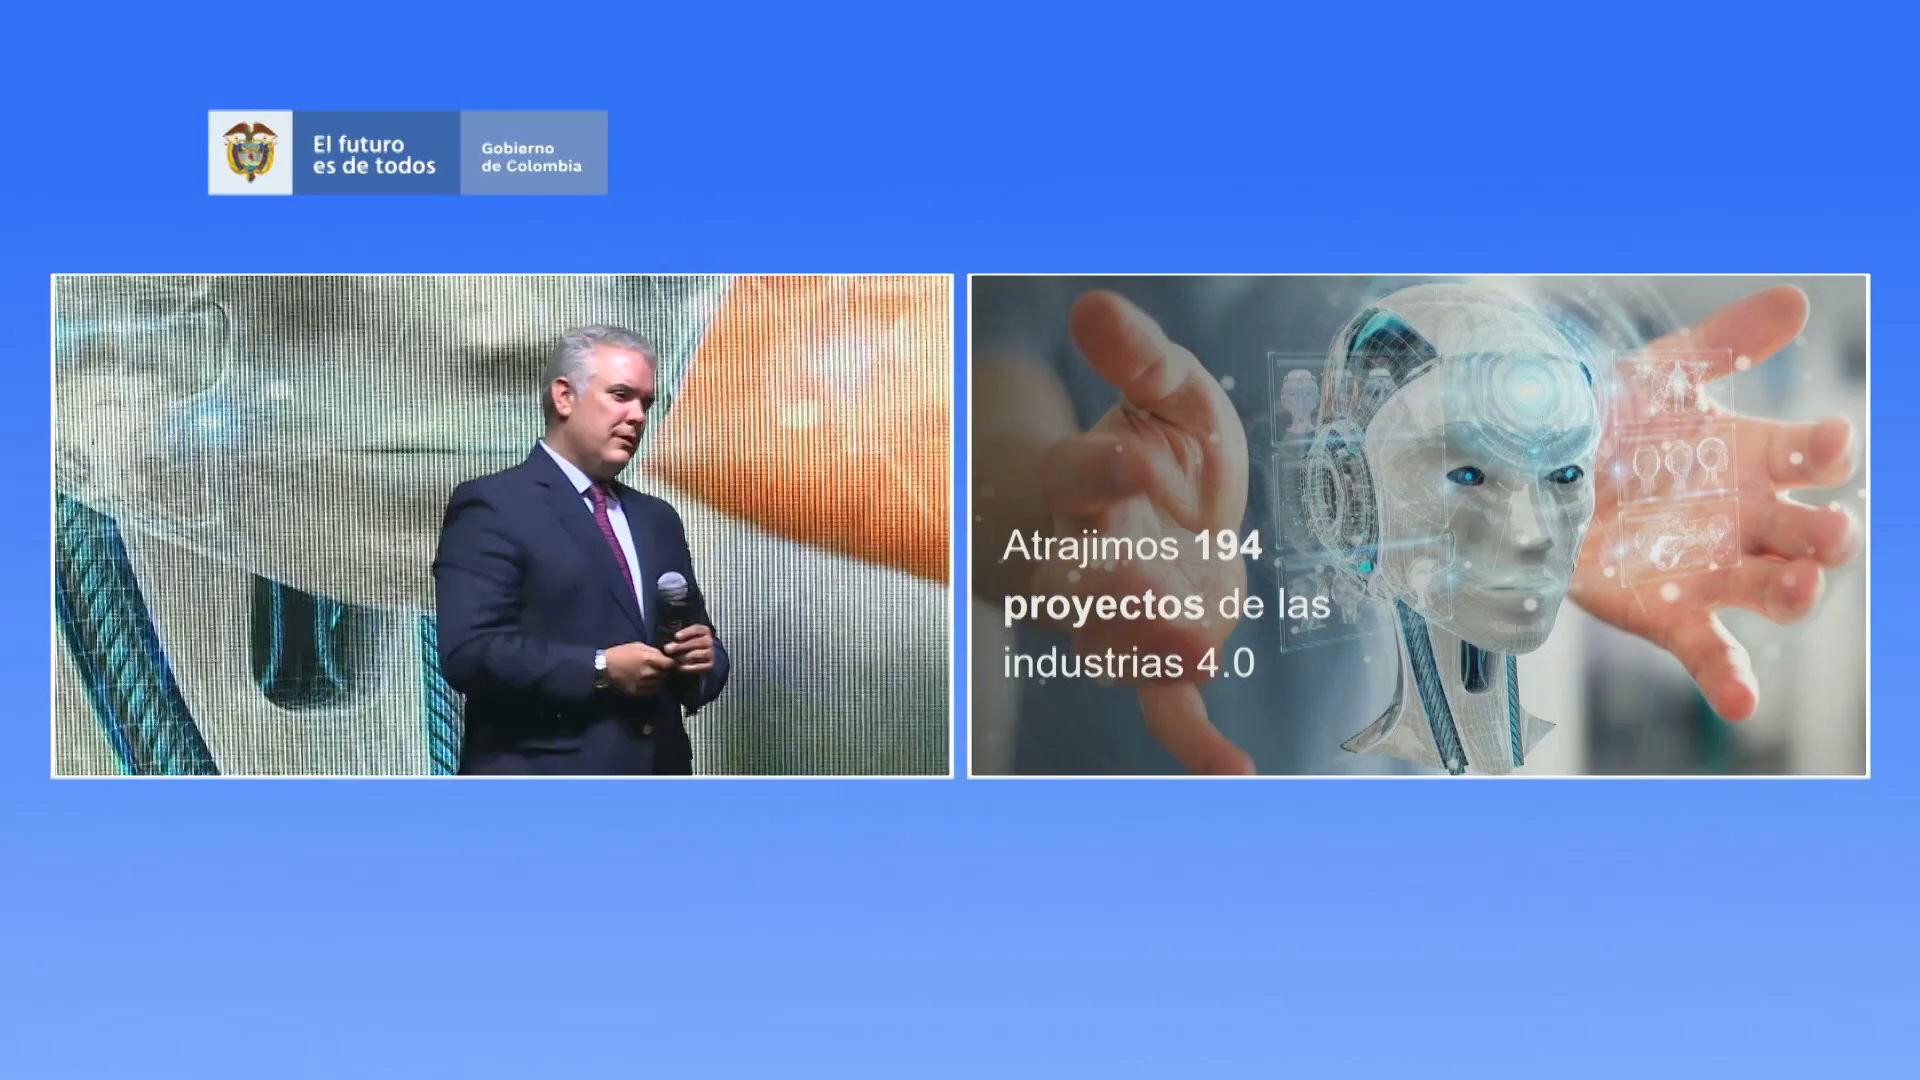 El futuro
es de todos
Gobierno
de Colombia
Atrajimos 194
proyectos de las
industrias 4.0